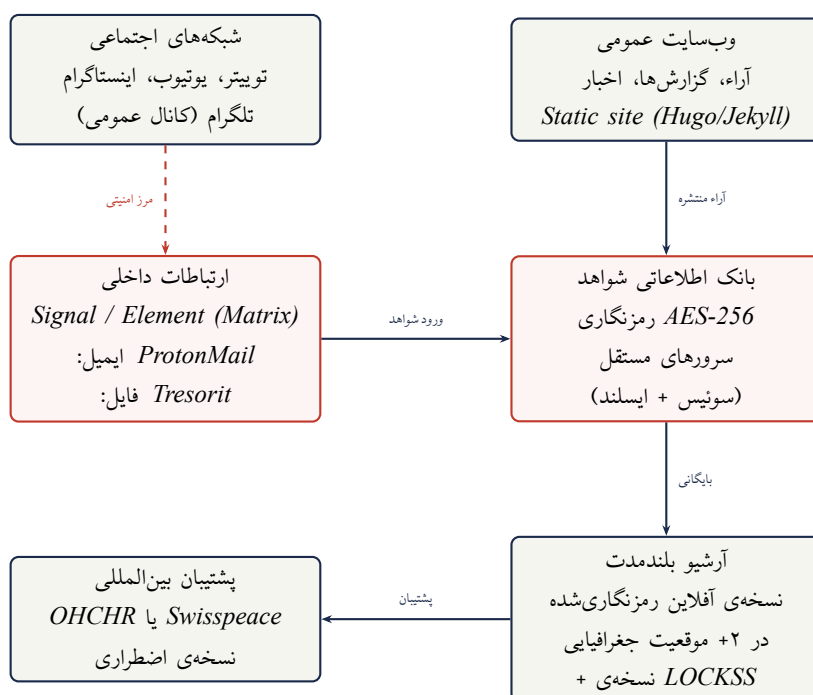 وب‌سایت عمومی
آراء، گزارش‌ها، اخبار
Static site (Hugo/Jekyll)
شبکه‌های اجتماعی
توییتر، یوتیوب، اینستاگرام
تلگرام (کانال عمومی)
آراء منتشره
مرز امنیتی
بانک اطلاعاتی شواهد
رمزنگاری AES-256
سرورهای مستقل
(سوئیس + ایسلند)
ورود شواهد
ارتباطات داخلی
Signal / Element (Matrix)
ایمیل: ProtonMail
فایل: Tresorit
بایگانی
آرشیو بلندمدت
نسخه‌ی آفلاین رمزنگاری‌شده
در ۲+ موقعیت جغرافیایی
+ نسخه‌ی LOCKSS
پشتیبان
پشتیبان بین‌المللی
OHCHR یا Swisspeace
نسخه‌ی اضطراری